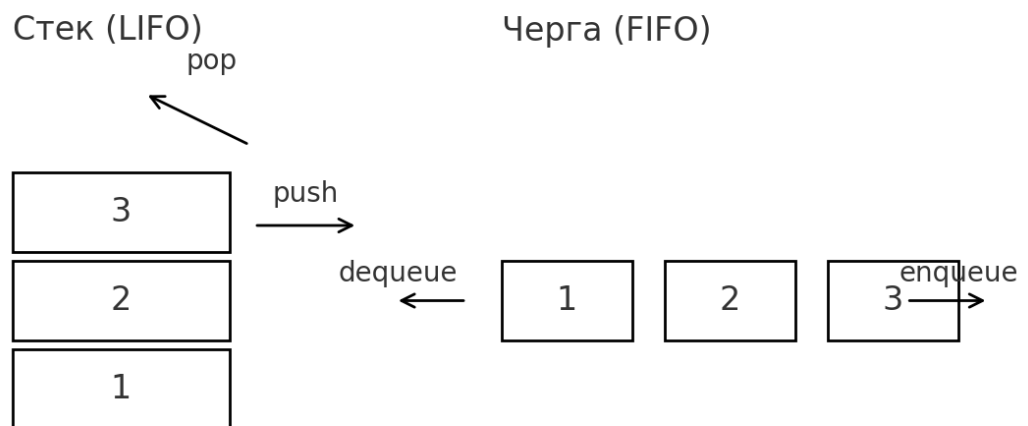 Стек (LIFO)
pop
3
push
2
1
Черга (FIFO)
dequeue
1
2
3
enqueue